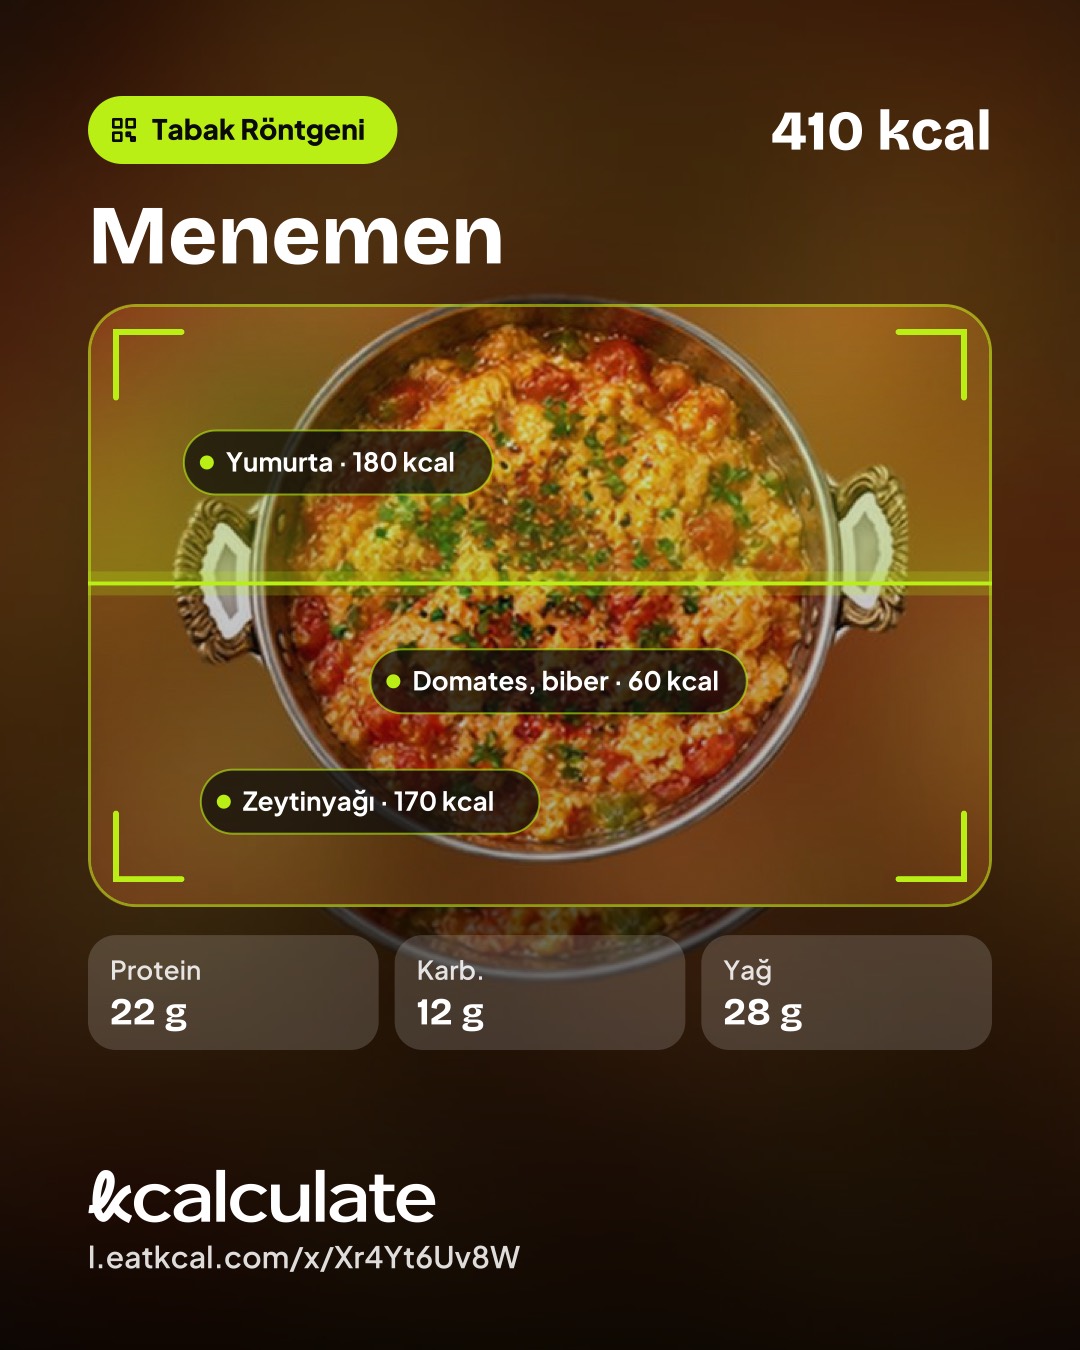 Tabak Röntgeni
410 kcal
Menemen
Yumurta · 180 kcal
Domates, biber · 60 kcal
Zeytinyağı · 170 kcal
Protein
22 g
Karb.
12 g
Yağ
28 g
kcalculate
l.eatkcal.com/x/Xr4Yt6Uv8W